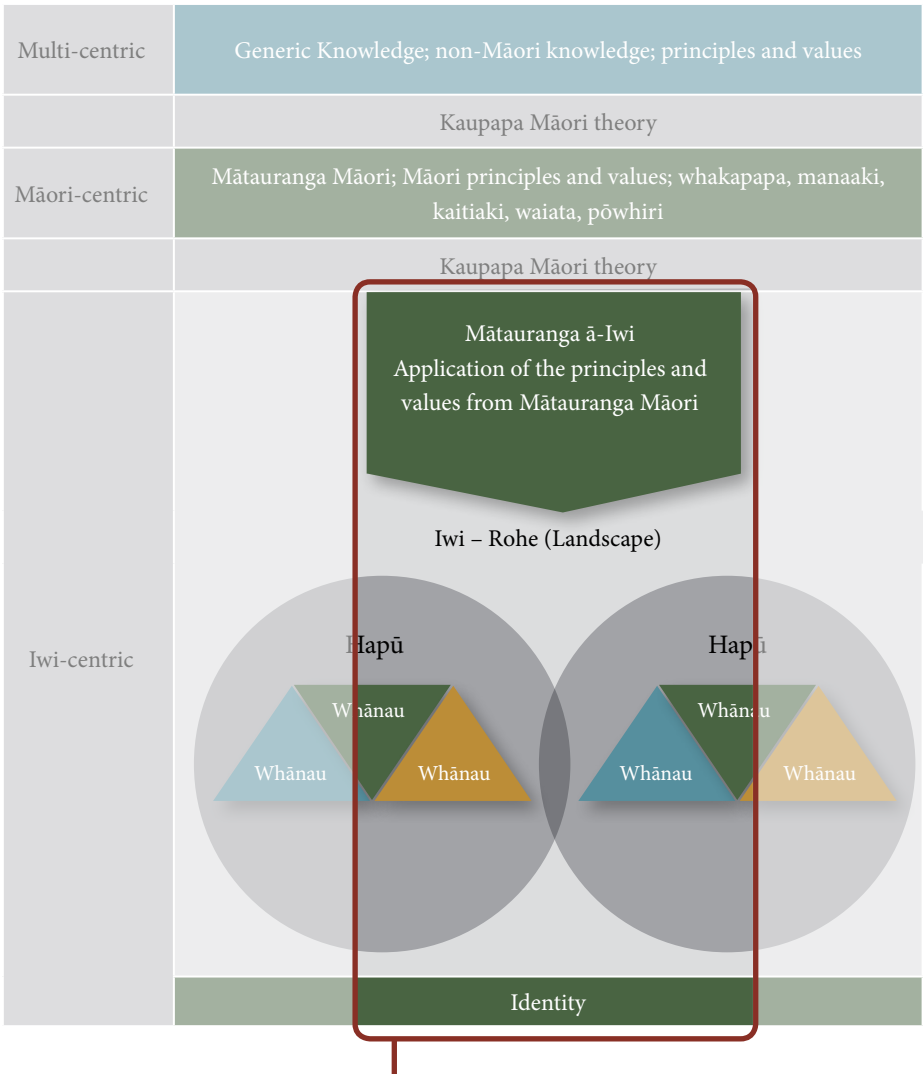 Multi-centric
Generic Knowledge; non-Māori knowledge; principles and values
Kaupapa Māori theory
Māori-centric
Mātauranga Māori; Māori principles and values; whakapapa, manaaki,
kaitiaki, waiata, pōwhiri
Kaupapa Māori theory
Iwi-centric
Mātauranga ā-Iwi
Application of the principles and
values from Mātauranga Māori
Iwi – Rohe (Landscape)
Hapū
Whānau
Whānau
Whānau
Hapū
Whānau
Whānau
Whānau
Identity